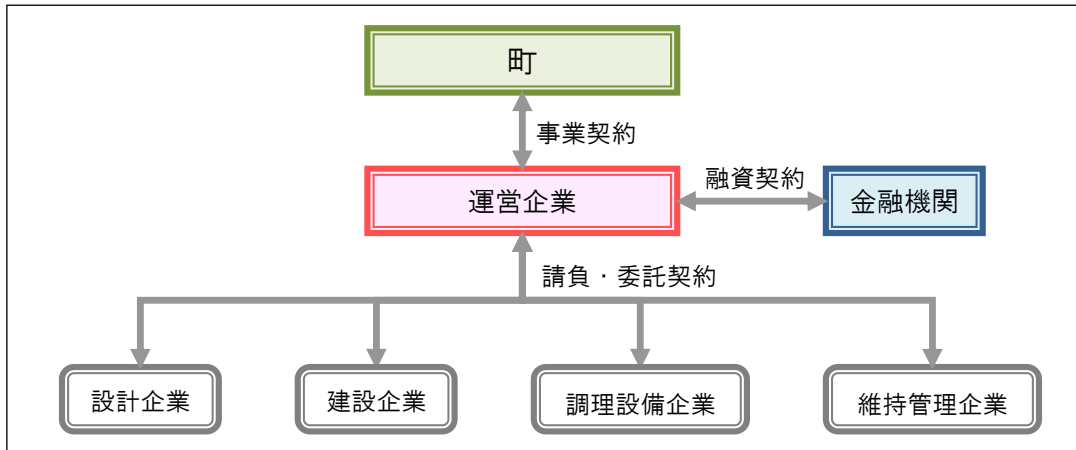 町
事業契約
運営企業
融資契約
金融機関
請負・委託契約
設計企業
建設企業
調理設備企業
維持管理企業